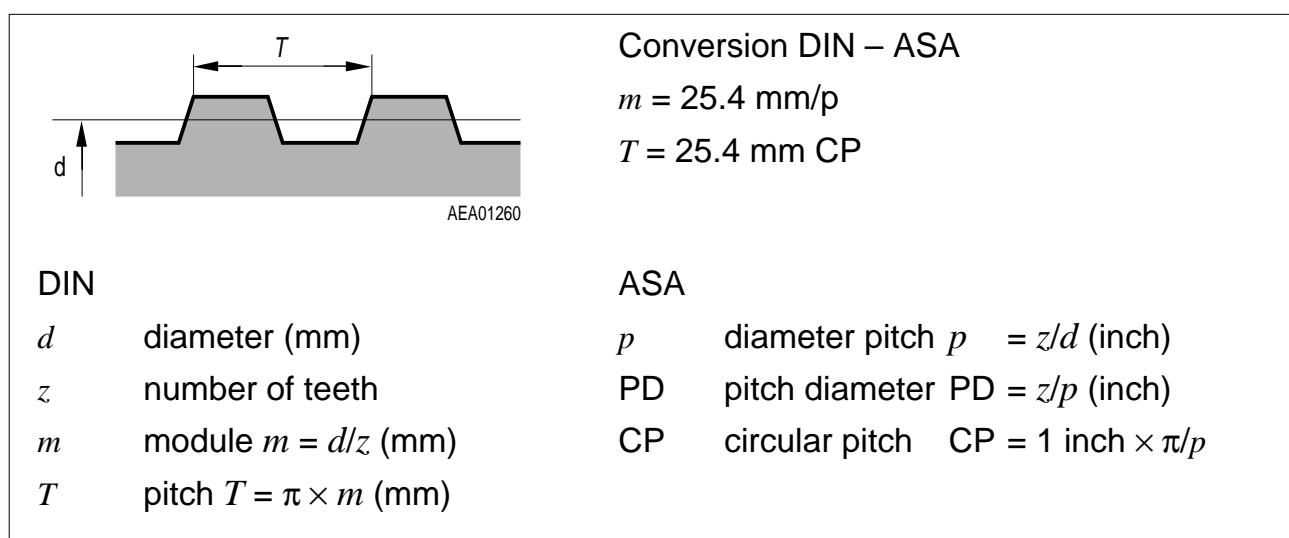 T
d
AEA01260
Conversion DIN – ASA
m = 25.4 mm/p
T = 25.4 mm CP
DIN
d diameter (mm)
z number of teeth
m module m = d/z (mm)
T pitch T = π × m (mm)
ASA
p diameter pitch p = z/d (inch)
PD pitch diameter PD = z/p (inch)
CP circular pitch CP = 1 inch × π/p